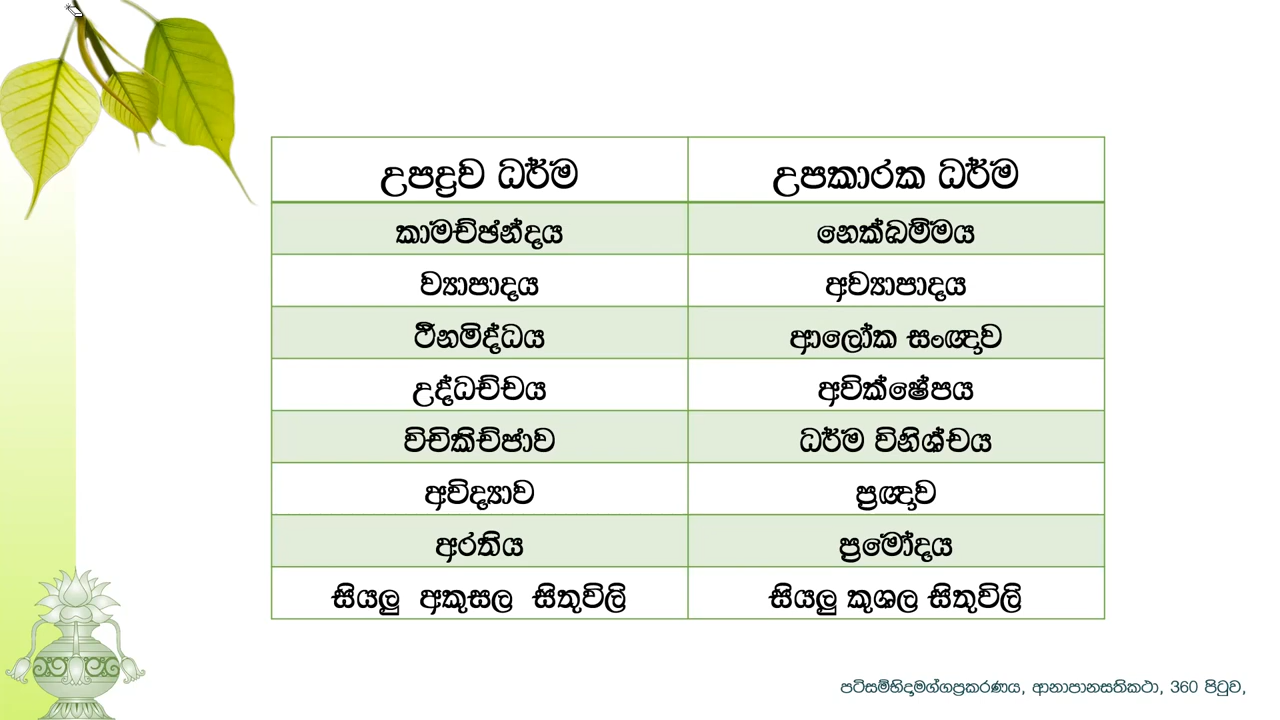 උපද්‍රව ධර්ම උපකාරක ධර්ම
කාමච්ඡන්දය නෙක්ඛම්මය
ව්‍යාපාදය අව්‍යාපාදය
ථිනමිද්ධය ආලෝක සංඥාව
උද්ධච්චය අවික්ෂේපය
විචිකිච්ඡාව ධර්ම විනිශ්චය
අවිද්‍යාව ප්‍රඥාව
අරතිය ප්‍රමෝදය
සියලු අකුසල සිතුවිලි සියලු කුශල සිතුවිලි
පටිසම්භිදාමග්ගප්‍රකරණය, ආනාපානසතිකථා, 360 පිටුව,